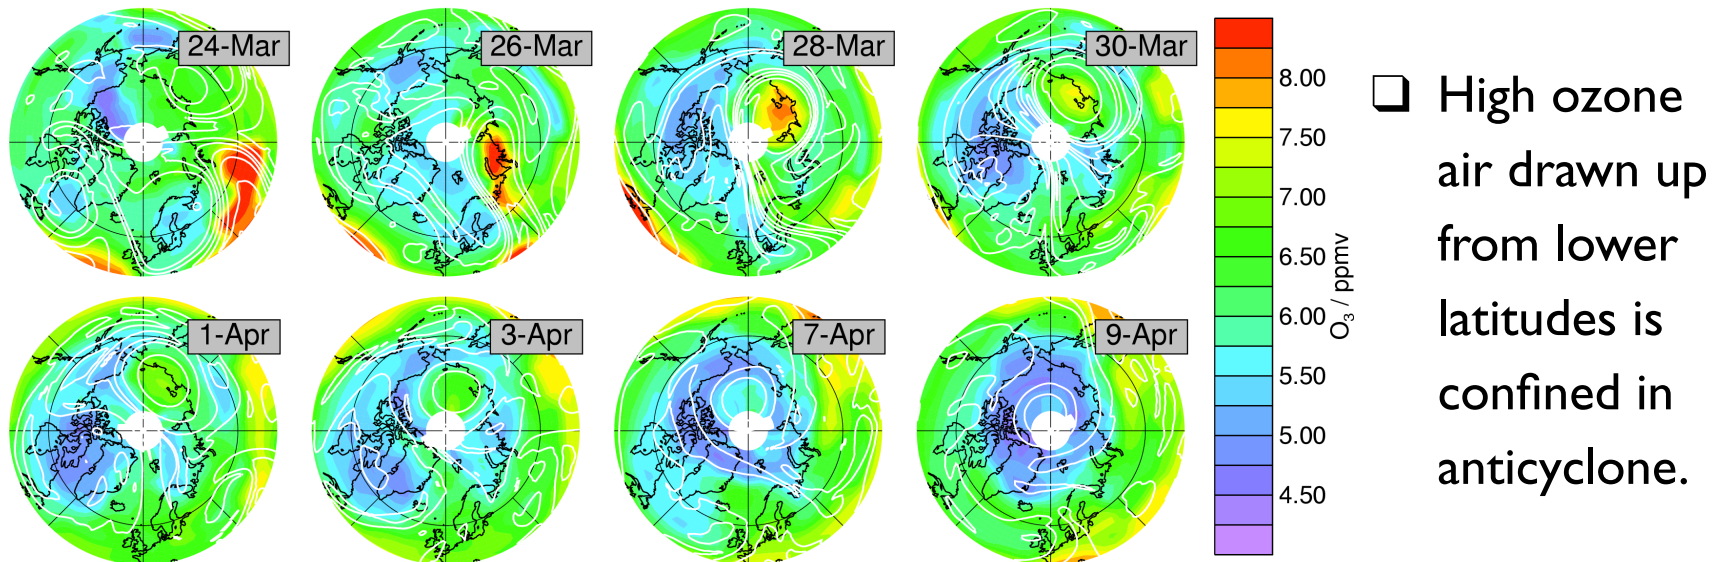 24-Mar
26-Mar
28-Mar
30-Mar
1-Apr
3-Apr
7-Apr
9-Apr
8.00
7.50
7.00
6.50
6.00
5.50
5.00
4.50
O₃ / ppmv
❑ High ozone
air drawn up
from lower
latitudes is
confined in
anticyclone.